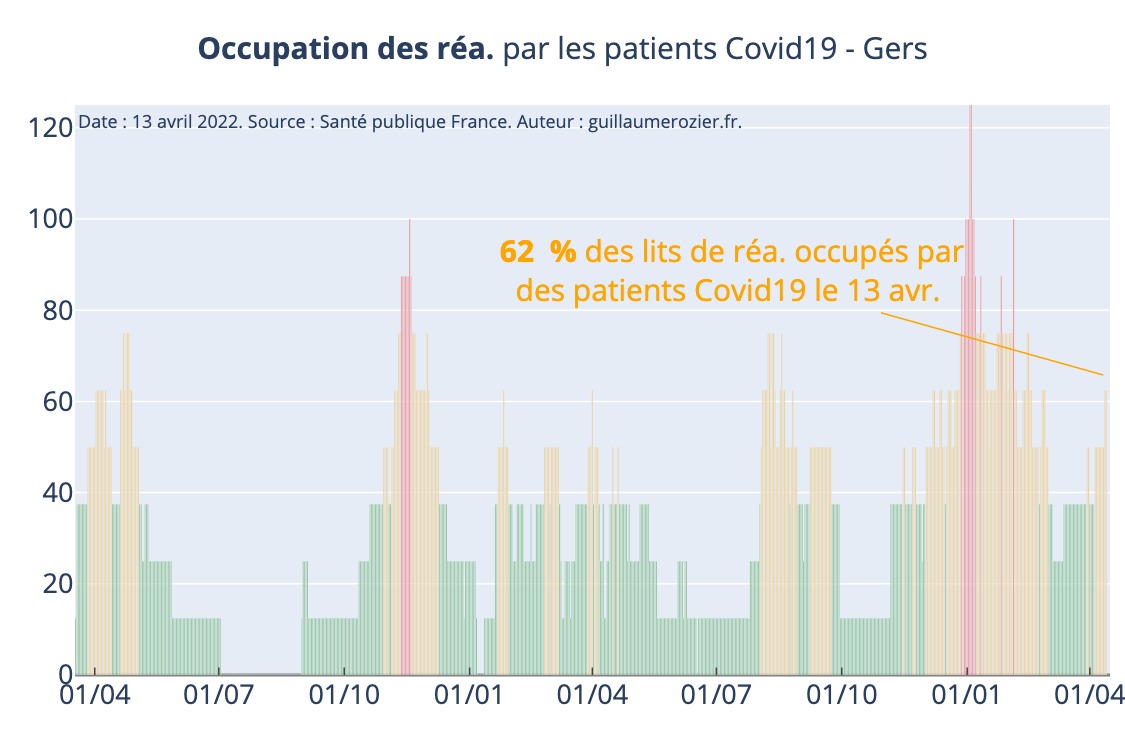 Occupation des réa. par les patients Covid19 - Gers
120
Date : 13 avril 2022. Source : Santé publique France. Auteur : guillaumerozier.fr.
100
62 % des lits de réa. occupés par
des patients Covid19 le 13 avr.
80
60
40
20
0
01/04 01/07 01/10 01/01 01/04 01/07 01/10 01/01 01/04